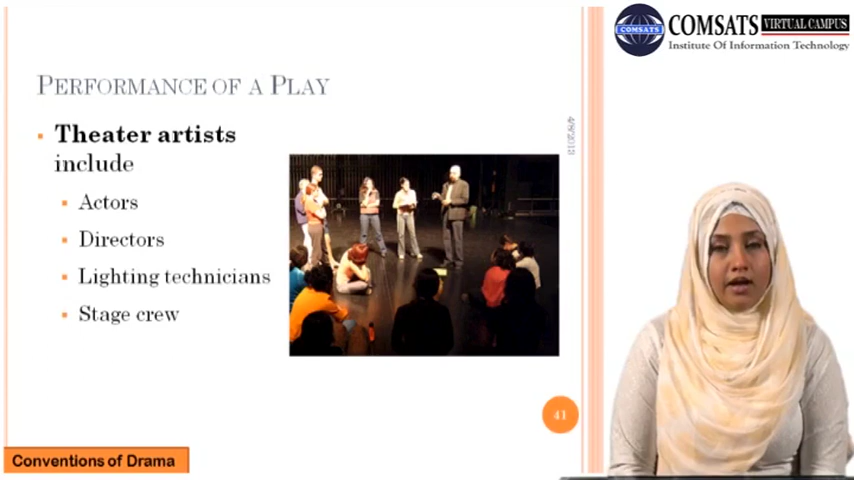 COMSATS VIRTUAL CAMPUS
COMSATS
Institute Of Information Technology
PERFORMANCE OF A PLAY
Theater artists
include
Actors
Directors
Lighting technicians
Stage crew
41
Conventions of Drama